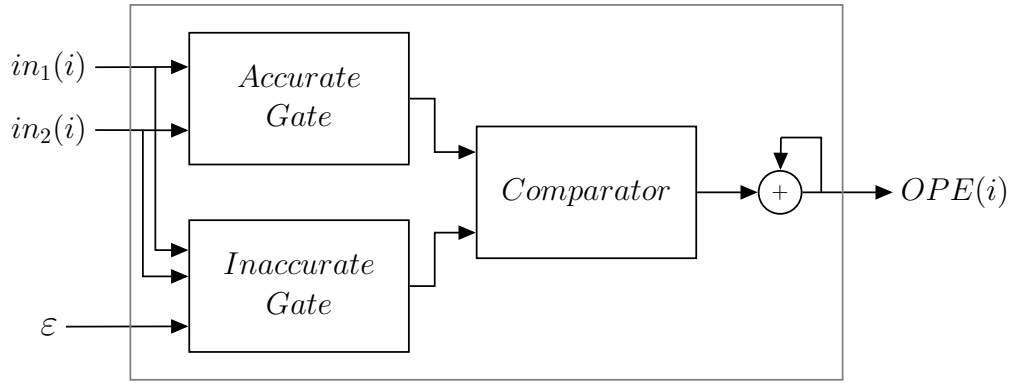 in₁(i)
in₂(i)
Accurate
Gate
Comparator
+
OPE(i)
Inaccurate
Gate
ε